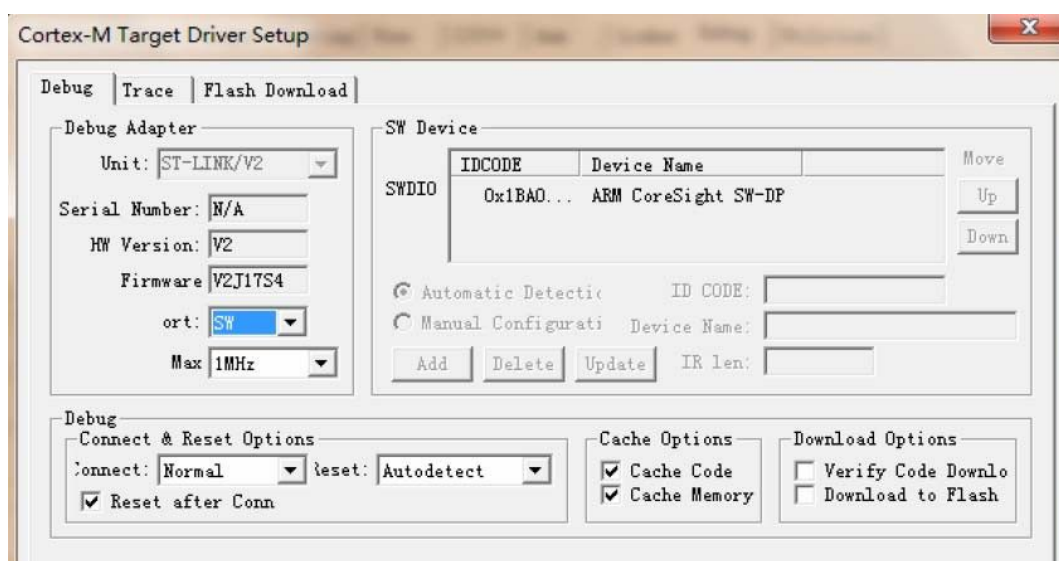 Cortex-M Target Driver Setup
Debug Trace Flash Download
Debug Adapter
Unit: ST-LINK/V2
Serial Number: N/A
HW Version: V2
Firmware V2J17S4
ort: SW
Max 1MHz
SW Device
IDCODE Device Name
SWDIO 0x1BA0... ARM CoreSight SW-DP
Move
Up
Down
Automatic Detectic
ID CODE:
Manual Configurati
Device Name:
Add Delete Update IR len:
Debug
Connect & Reset Options
Connect: Normal Reset: Autodetect
Reset after Conn
Cache Options
Cache Code
Cache Memory
Download Options
Verify Code Downlo
Download to Flash